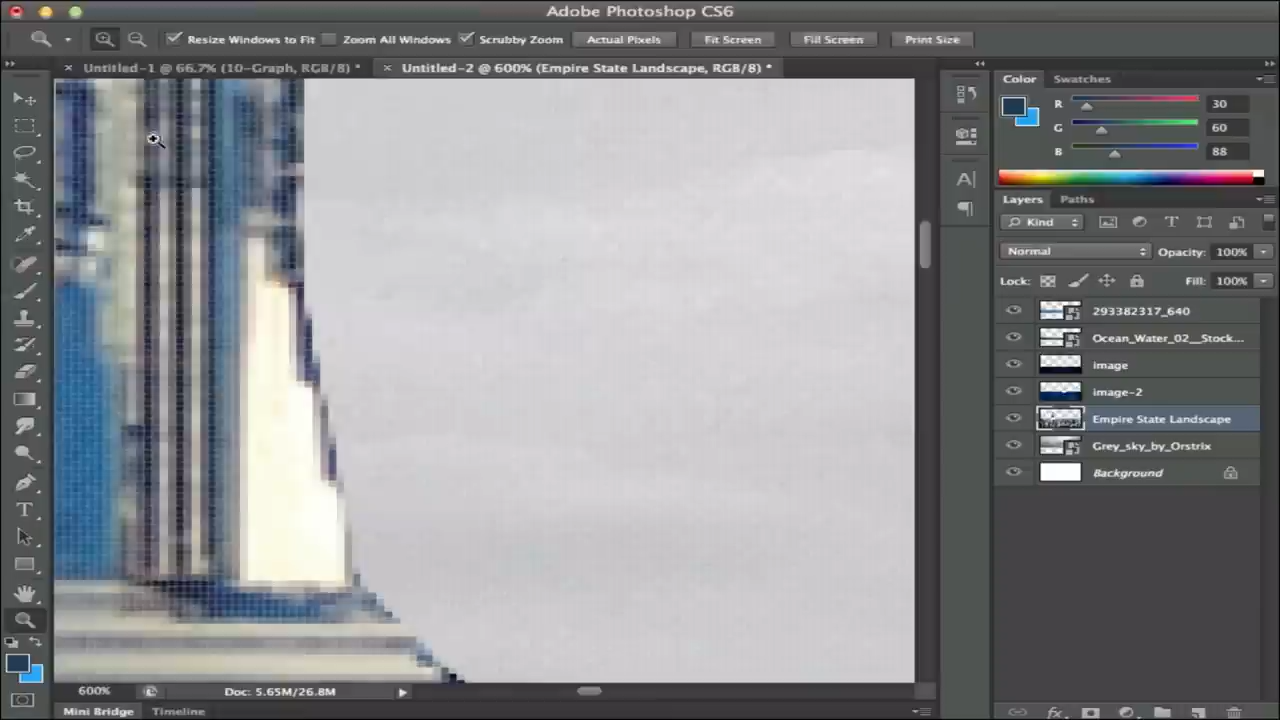 Adobe Photoshop CS6
Resize Windows to Fit Zoom All Windows Scrubby Zoom Actual Pixels Fit Screen Fill Screen Print Size
× Untitled-1 @ 66.7% (10-Graph, RGB/8) * × Untitled-2 @ 600% (Empire State Landscape, RGB/8) *
Color Swatches
R 30
G 60
B 88
Layers Paths
Kind
Normal Opacity: 100%
Lock: Fill: 100%
293382317_640
Ocean_Water_02__Stock...
image
image-2
Empire State Landscape
Grey_sky_by_Orstrix
Background
600% Doc: 5.65M/26.8M
Mini Bridge Timeline